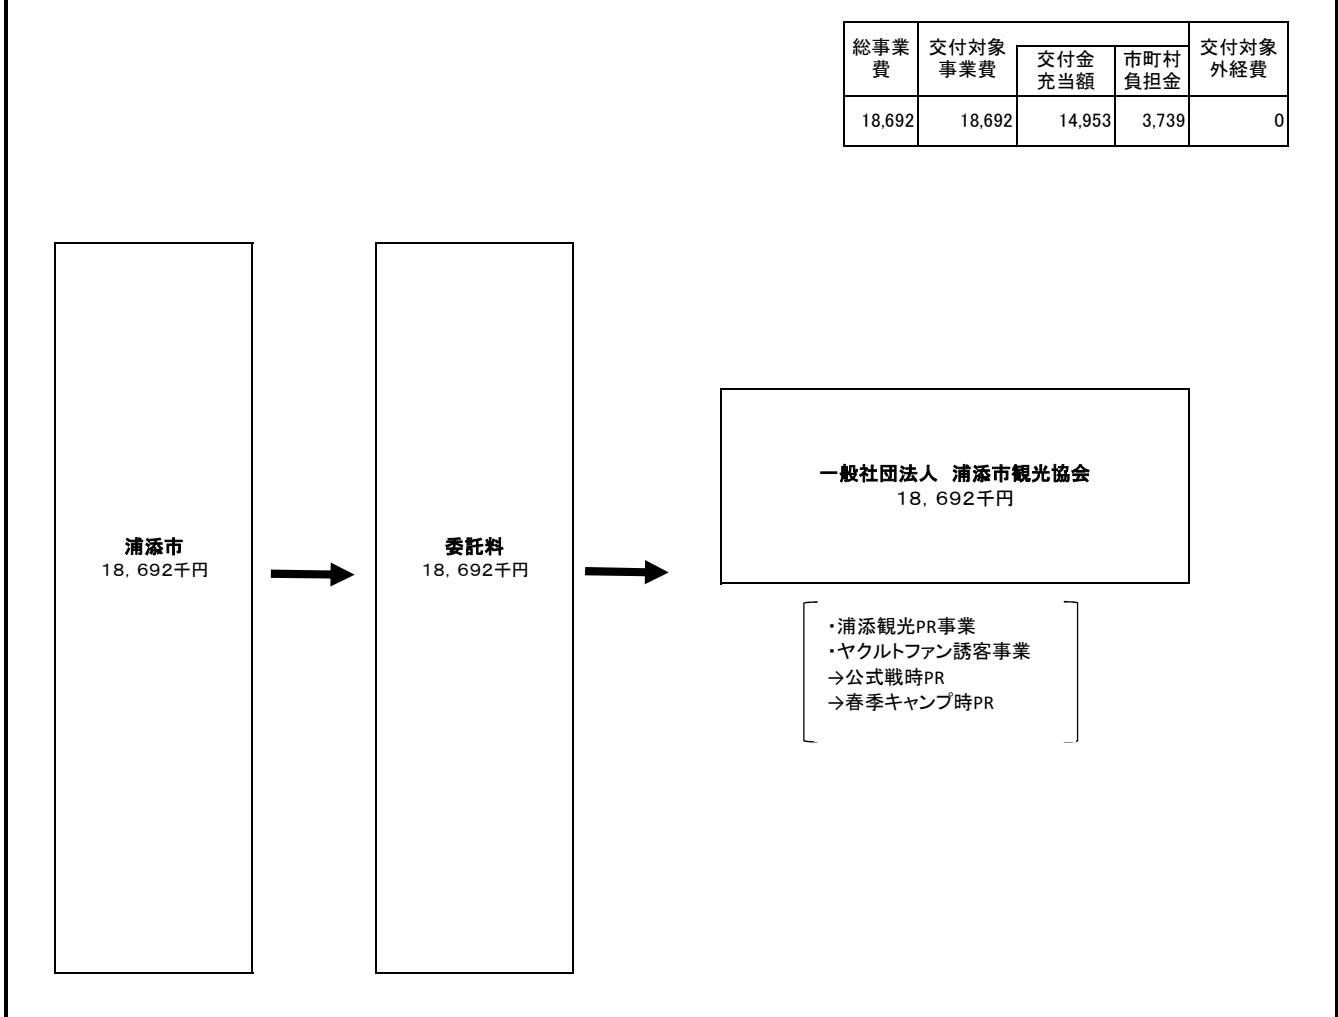 総事業
費
交付対象
事業費
交付金
充当額
市町村
負担金
交付対象
外経費
18,692
18,692
14,953
3,739
0
浦添市
18，692千円
委託料
18，692千円
一般社団法人　浦添市観光協会
18，692千円
・浦添観光PR事業
・ヤクルトファン誘客事業
→公式戦時PR
→春季キャンプ時PR